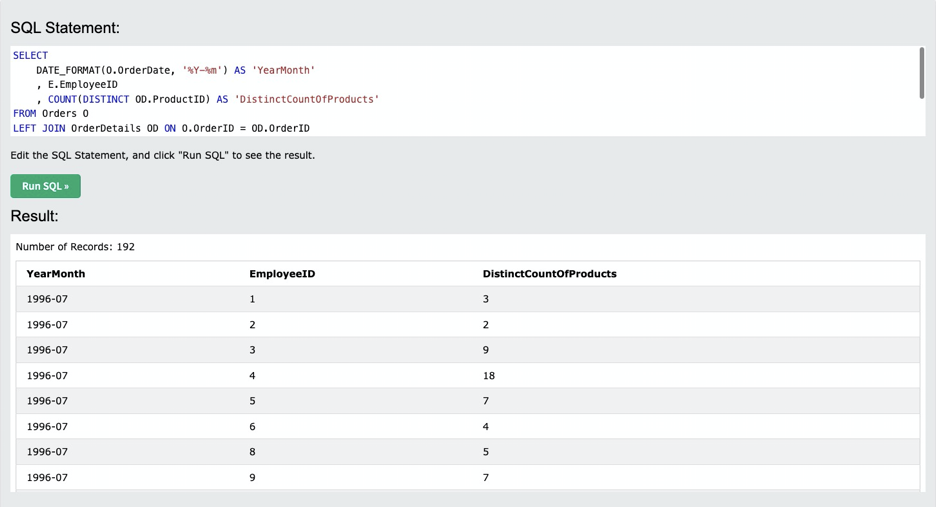 SQL Statement:
SELECT
DATE_FORMAT(O.OrderDate, '%Y-%m') AS 'YearMonth'
, E.EmployeeID
, COUNT(DISTINCT OD.ProductID) AS 'DistinctCountOfProducts'
FROM Orders O
LEFT JOIN OrderDetails OD ON O.OrderID = OD.OrderID
Edit the SQL Statement, and click "Run SQL" to see the result.
Run SQL »
Result:
Number of Records: 192
YearMonth EmployeeID DistinctCountOfProducts
1996-07 1 3
1996-07 2 2
1996-07 3 9
1996-07 4 18
1996-07 5 7
1996-07 6 4
1996-07 8 5
1996-07 9 7